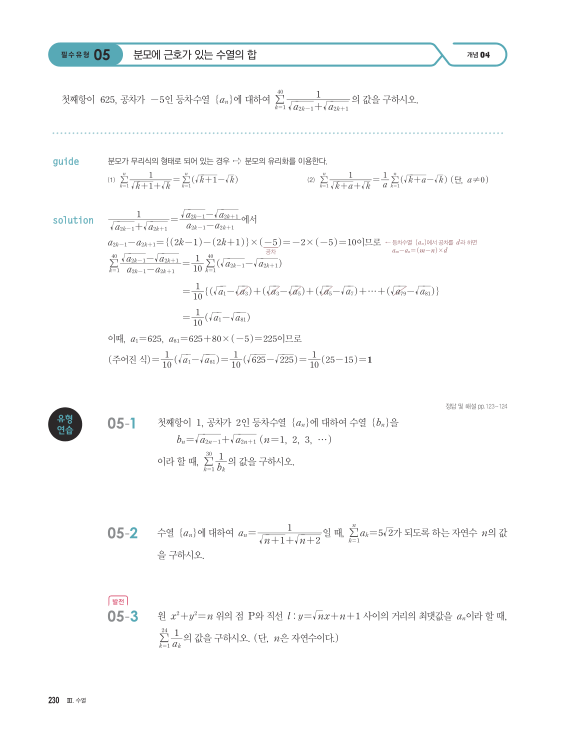 필수유형 05 분모에 근호가 있는 수열의 합 개념 04
첫째항이 625, 공차가 −5인 등차수열 {aₙ}에 대하여 $\sum_{k=1}^{40}\frac{1}{\sqrt{a_{2k-1}}+\sqrt{a_{2k+1}}}$의 값을 구하시오.
guide 분모가 무리식의 형태로 되어 있는 경우 ⇨ 분모의 유리화를 이용한다.
⑴ $\sum_{k=1}^{n}\frac{1}{\sqrt{k+1}+\sqrt{k}}=\sum_{k=1}^{n}(\sqrt{k+1}-\sqrt{k})$ ⑵ $\sum_{k=1}^{n}\frac{1}{\sqrt{k+a}+\sqrt{k}}=\frac{1}{a}\sum_{k=1}^{n}(\sqrt{k+a}-\sqrt{k})$ (단, a≠0)
solution $\frac{1}{\sqrt{a_{2k-1}}+\sqrt{a_{2k+1}}}=\frac{\sqrt{a_{2k-1}}-\sqrt{a_{2k+1}}}{a_{2k-1}-a_{2k+1}}$에서
$a_{2k-1}-a_{2k+1}=\{(2k-1)-(2k+1)\}\times(-5)=-2\times(-5)=10$이므로 ← 등차수열 {aₙ}에서 공차를 d라 하면
공차 $a_m-a_n=(m-n)\times d$
$\sum_{k=1}^{40}\frac{\sqrt{a_{2k-1}}-\sqrt{a_{2k+1}}}{a_{2k-1}-a_{2k+1}}=\frac{1}{10}\sum_{k=1}^{40}(\sqrt{a_{2k-1}}-\sqrt{a_{2k+1}})$
$=\frac{1}{10}\{(\sqrt{a_1}-\sqrt{a_3})+(\sqrt{a_3}-\sqrt{a_5})+(\sqrt{a_5}-\sqrt{a_7})+\cdots+(\sqrt{a_{79}}-\sqrt{a_{81}})\}$
$=\frac{1}{10}(\sqrt{a_1}-\sqrt{a_{81}})$
이때, $a_1=625$, $a_{81}=625+80\times(-5)=225$이므로
(주어진 식)$=\frac{1}{10}(\sqrt{a_1}-\sqrt{a_{81}})=\frac{1}{10}(\sqrt{625}-\sqrt{225})=\frac{1}{10}(25-15)=1$
정답 및 해설 pp.123~124
유형
연습
05-1 첫째항이 1, 공차가 2인 등차수열 {aₙ}에 대하여 수열 {bₙ}을
$b_n=\sqrt{a_{2n-1}}+\sqrt{a_{2n+1}}$ (n=1, 2, 3, ⋯)
이라 할 때, $\sum_{k=1}^{30}\frac{1}{b_k}$의 값을 구하시오.
05-2 수열 {aₙ}에 대하여 $a_n=\frac{1}{\sqrt{n+1}+\sqrt{n+2}}$일 때, $\sum_{k=1}^{n}a_k=5\sqrt{2}$가 되도록 하는 자연수 n의 값
을 구하시오.
발전
05-3 원 $x^2+y^2=n$ 위의 점 P와 직선 $l:y=\sqrt{n}x+n+1$ 사이의 거리의 최댓값을 $a_n$이라 할 때,
$\sum_{k=1}^{24}\frac{1}{a_k}$의 값을 구하시오. (단, n은 자연수이다.)
230 Ⅲ. 수열